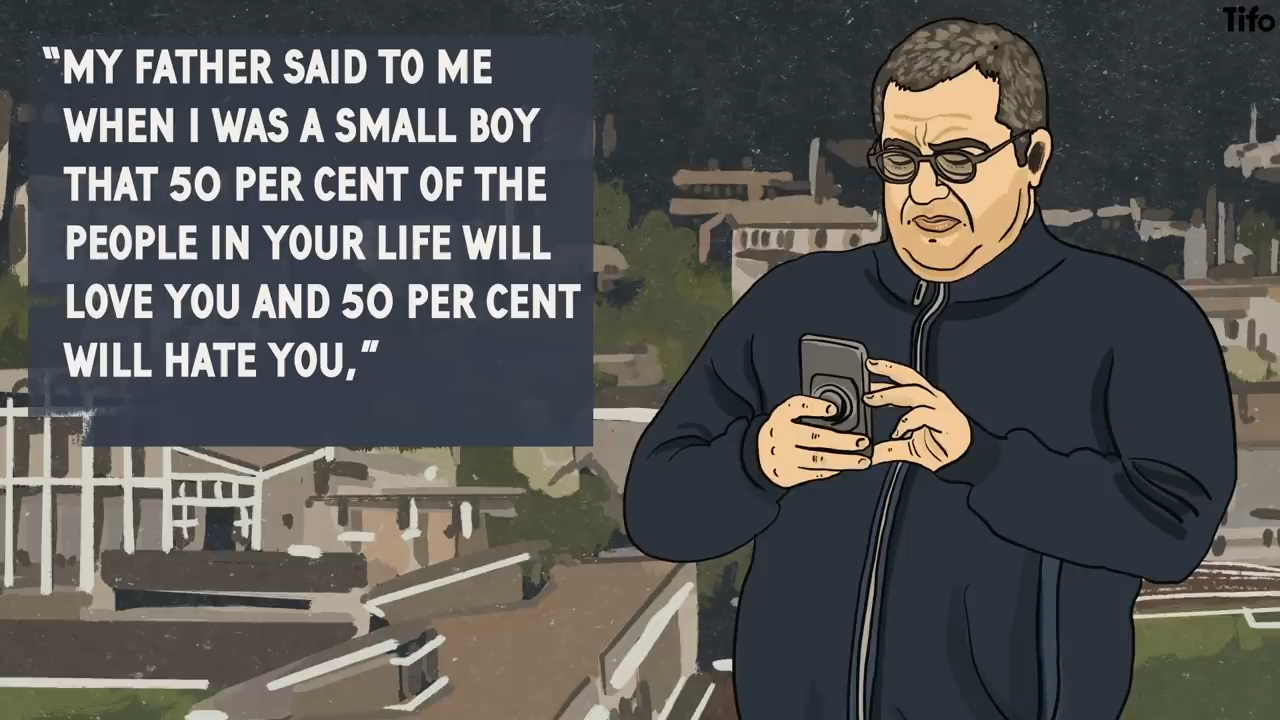 "MY FATHER SAID TO ME
WHEN I WAS A SMALL BOY
THAT 50 PER CENT OF THE
PEOPLE IN YOUR LIFE WILL
LOVE YOU AND 50 PER CENT
WILL HATE YOU,"
Tifo